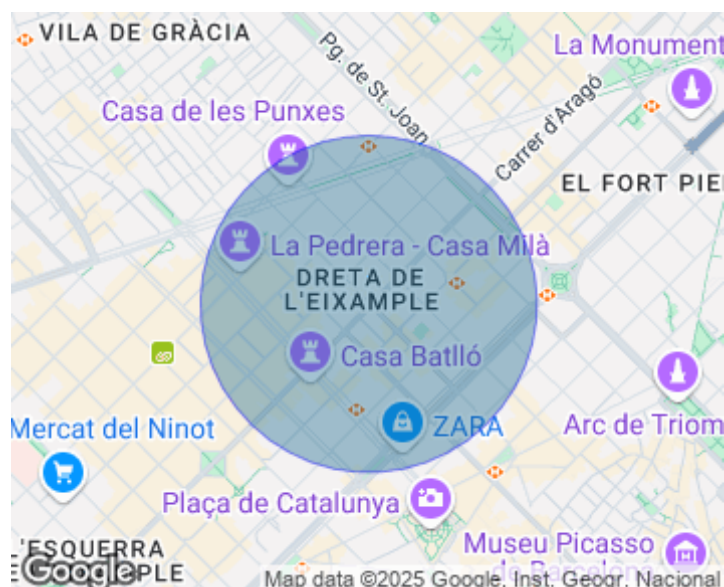 VILA DE GRÀCIA
Pg. de St. Joan
La Monument
Casa de les Punxes
Carrer d'Aragó
EL FORT PIE
La Pedrera - Casa Milà
DRETA DE
L'EIXAMPLE
Casa Batlló
ZARA
Arc de Triom
Mercat del Ninot
Plaça de Catalunya
L'ESQUERRA
Museu Picasso
de Barcelona
Google
Map data ©2025 Google, Inst. Geogr. Nacional